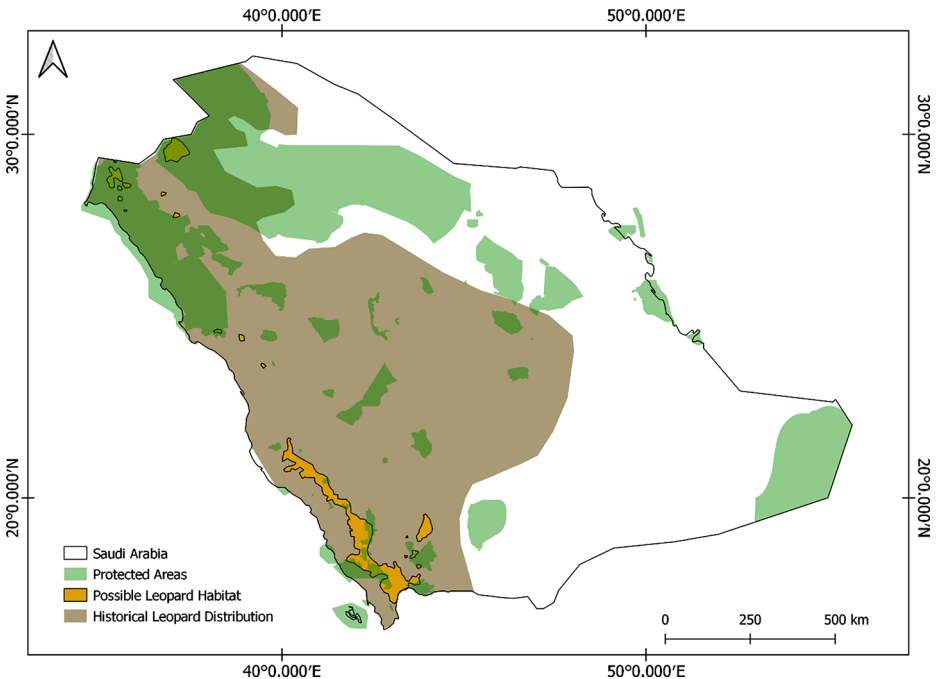 40°0.000′E 50°0.000′E
30°0.000′N 30°0.000′N
20°0.000′N 20°0.000′N
Saudi Arabia
Protected Areas
Possible Leopard Habitat
Historical Leopard Distribution
0 250 500 km
40°0.000′E 50°0.000′E